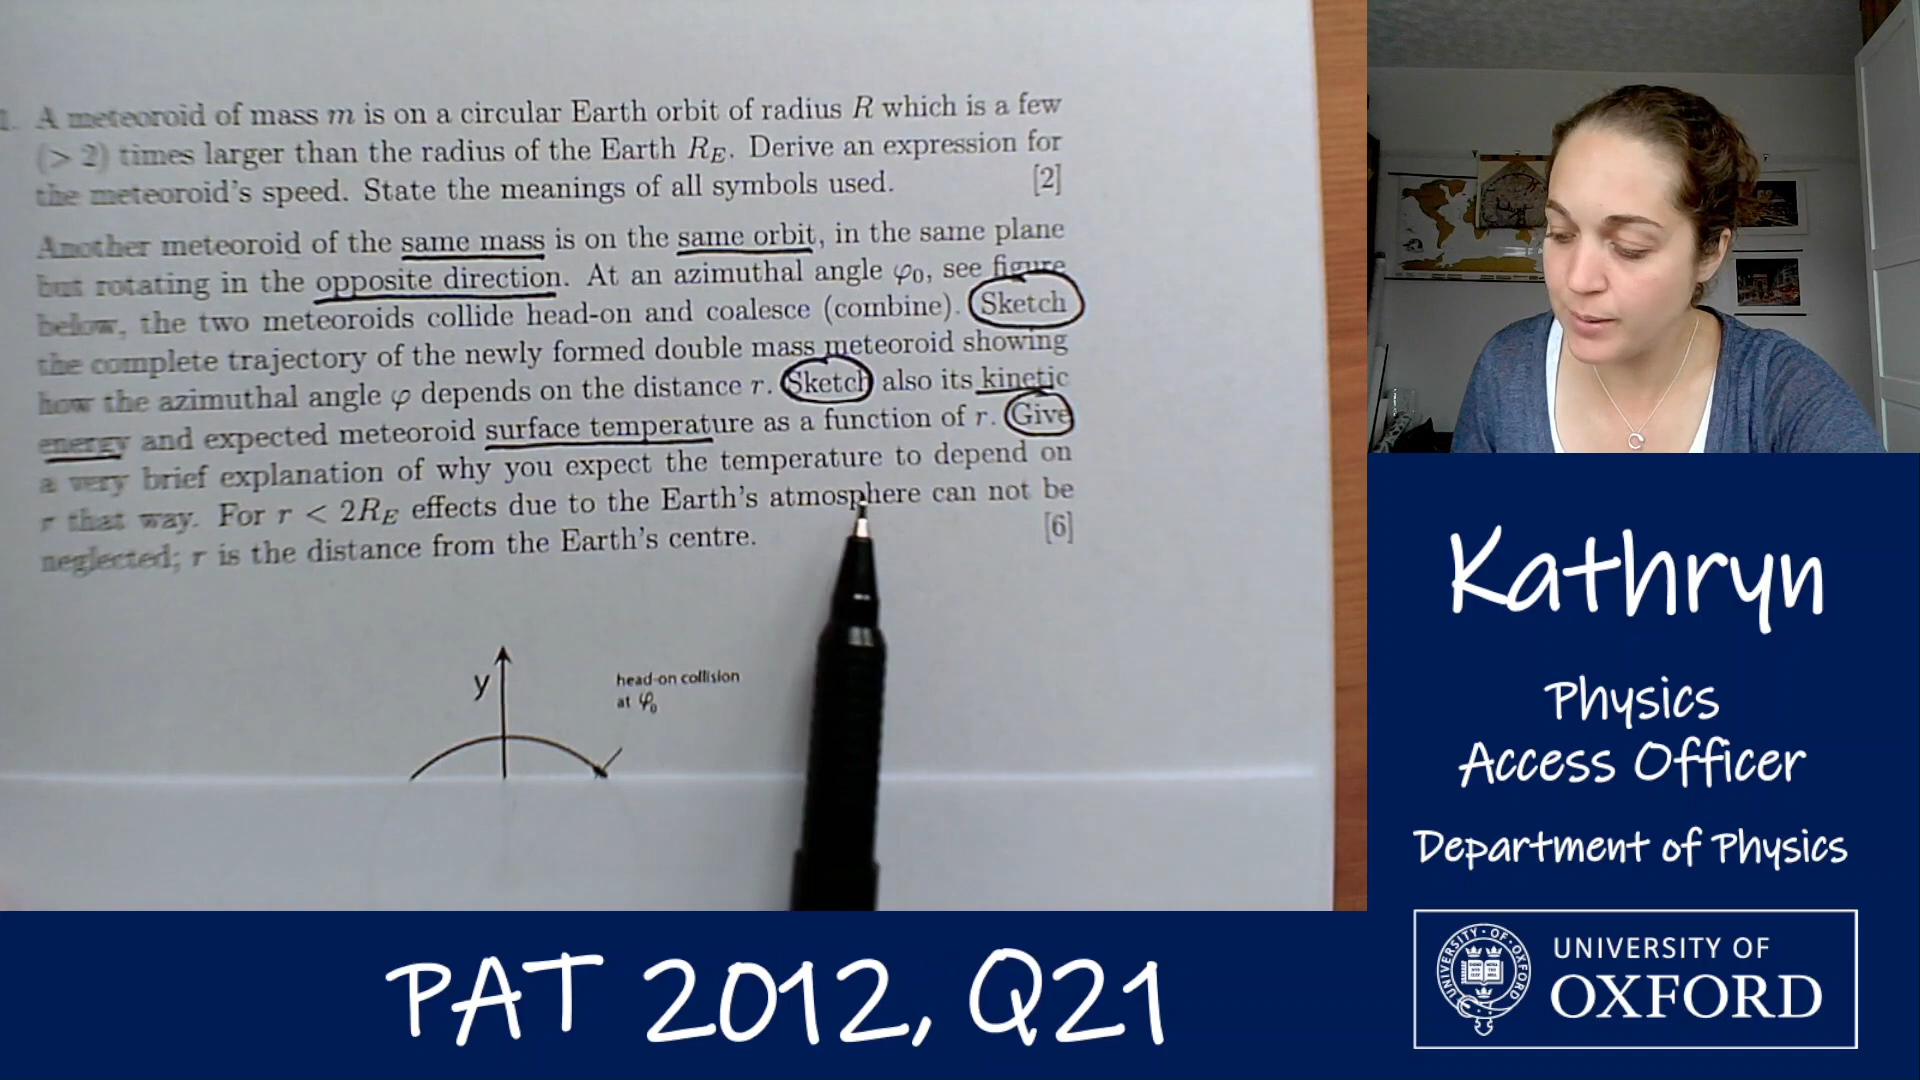 1. A meteoroid of mass m is on a circular Earth orbit of radius R which is a few
(> 2) times larger than the radius of the Earth R_E. Derive an expression for
the meteoroid's speed. State the meanings of all symbols used. [2]
Another meteoroid of the same mass is on the same orbit, in the same plane
but rotating in the opposite direction. At an azimuthal angle φ₀, see figure
below, the two meteoroids collide head-on and coalesce (combine). Sketch
the complete trajectory of the newly formed double mass meteoroid showing
how the azimuthal angle φ depends on the distance r. Sketch also its kinetic
energy and expected meteoroid surface temperature as a function of r. Give
a very brief explanation of why you expect the temperature to depend on
r that way. For r < 2R_E effects due to the Earth's atmosphere can not be
neglected; r is the distance from the Earth's centre. [6]
y
head-on collision
at φ₀
Kathryn
Physics
Access Officer
Department of Physics
PAT 2012, Q21
UNIVERSITY OF
OXFORD